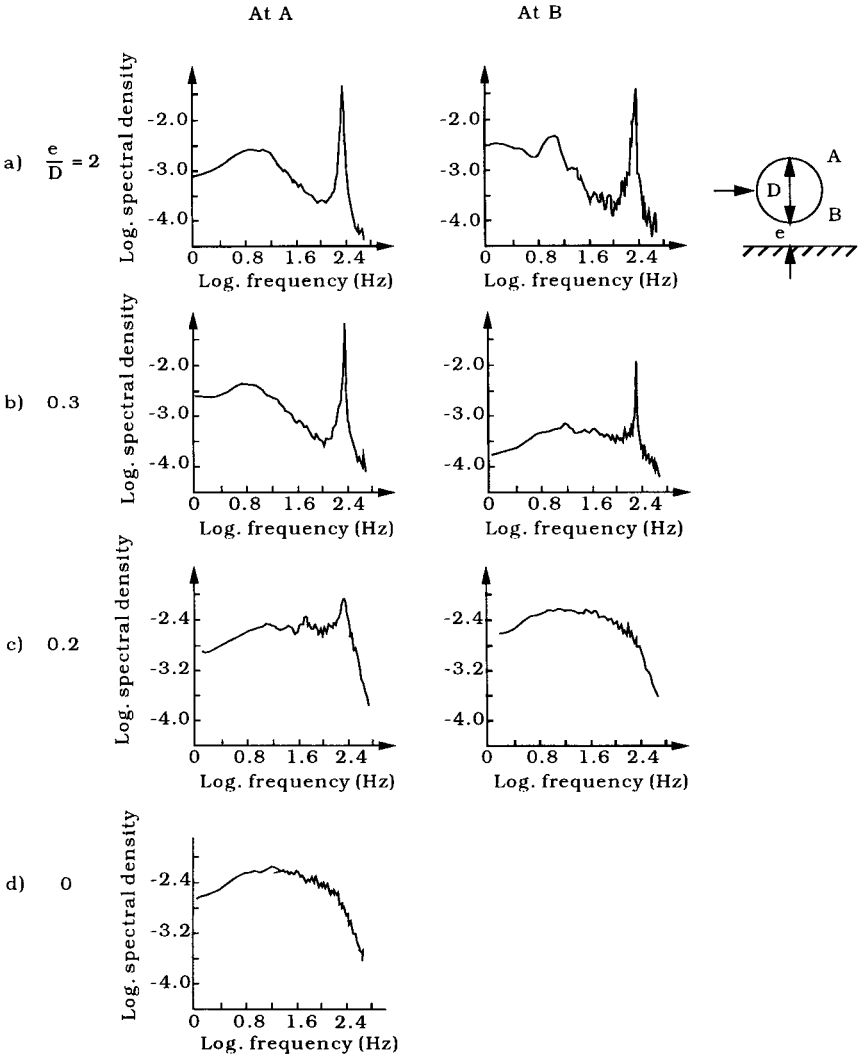 At A
At B
a) e/D = 2
Log. spectral density
-2.0
-3.0
-4.0
0 0.8 1.6 2.4
Log. frequency (Hz)
-2.0
-3.0
-4.0
0 0.8 1.6 2.4
Log. frequency (Hz)
A
D
B
e
b) 0.3
Log. spectral density
-2.0
-3.0
-4.0
0 0.8 1.6 2.4
Log. frequency (Hz)
-2.0
-3.0
-4.0
0 0.8 1.6 2.4
Log. frequency (Hz)
c) 0.2
Log. spectral density
-2.4
-3.2
-4.0
0 0.8 1.6 2.4
Log. frequency (Hz)
-2.4
-3.2
-4.0
0 0.8 1.6 2.4
Log. frequency (Hz)
d) 0
Log. spectral density
-2.4
-3.2
-4.0
0 0.8 1.6 2.4
Log. frequency (Hz)